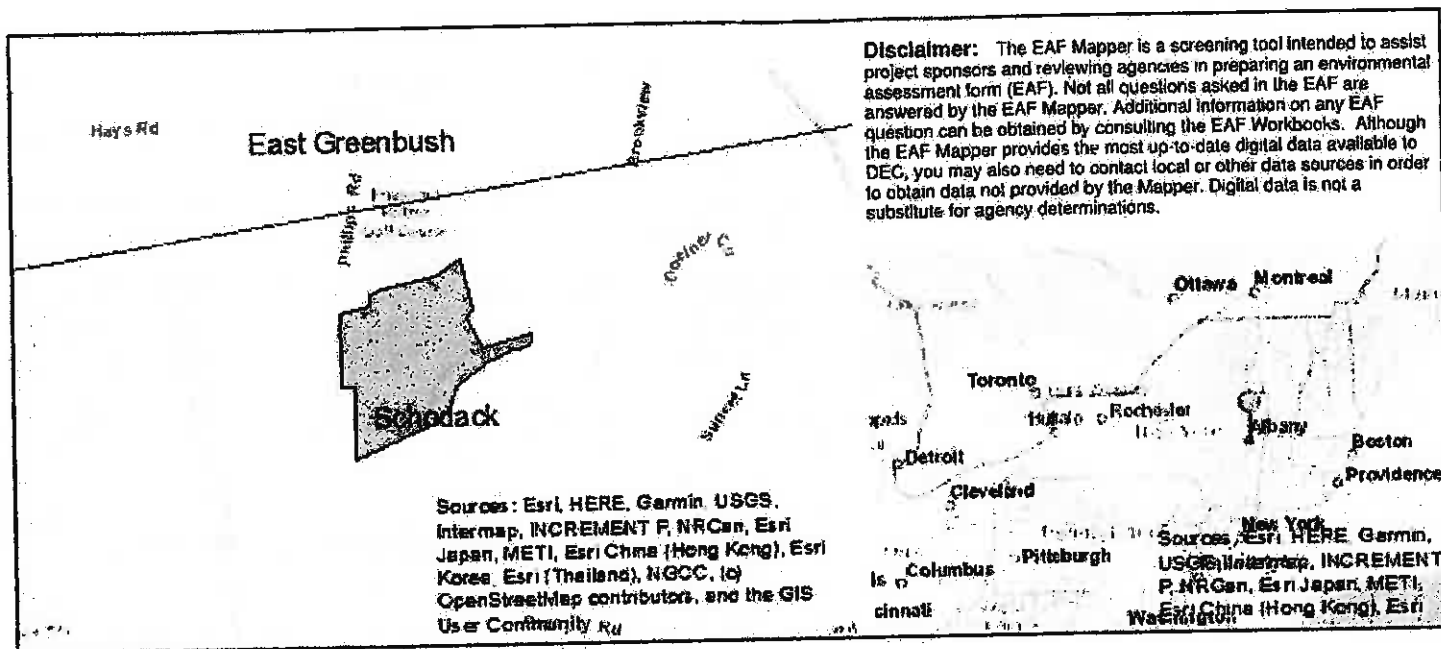 Disclaimer: The EAF Mapper is a screening tool intended to assist
project sponsors and reviewing agencies in preparing an environmental
assessment form (EAF). Not all questions asked in the EAF are
answered by the EAF Mapper. Additional information on any EAF
question can be obtained by consulting the EAF Workbooks. Although
the EAF Mapper provides the most up-to-date digital data available to
DEC, you may also need to contact local or other data sources in order
to obtain data not provided by the Mapper. Digital data is not a
substitute for agency determinations.
Hays Rd
East Greenbush
Brookview
Phillips Rd
Golf Course
Schodack
Sunset Ln
Sources: Esri, HERE, Garmin, USGS,
Intermap, INCREMENT P, NRCan, Esri
Japan, METI, Esri China (Hong Kong), Esri
Korea, Esri (Thailand), NGCC, (c)
OpenStreetMap contributors, and the GIS
User Community
Rd
Ottawa
Montreal
Toronto
Buffalo
Rochester
Albany
Boston
Detroit
Providence
Cleveland
New York
Pittsburgh
Columbus
cinnati
Washington
Sources: Esri, HERE, Garmin,
USGS, Intermap, INCREMENT
P, NRCan, Esri Japan, METI,
Esri China (Hong Kong), Esri